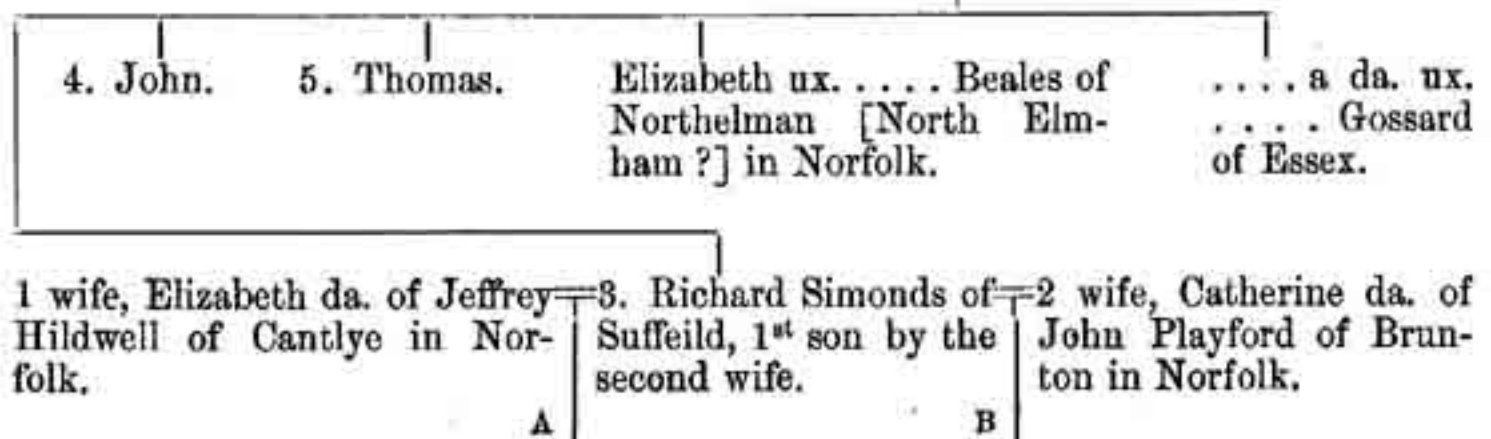 4. John.
5. Thomas.
Elizabeth ux. . . . . . Beales of
Northelman [North Elm-
ham ?] in Norfolk.
. . . . a da. ux.
. . . . Gossard
of Essex.
1 wife, Elizabeth da. of Jeffrey
Hildwell of Cantlye in Nor-
folk.
3. Richard Simonds of
Suffeild, 1st son by the
second wife.
2 wife, Catherine da. of
John Playford of Brun-
ton in Norfolk.
A
B